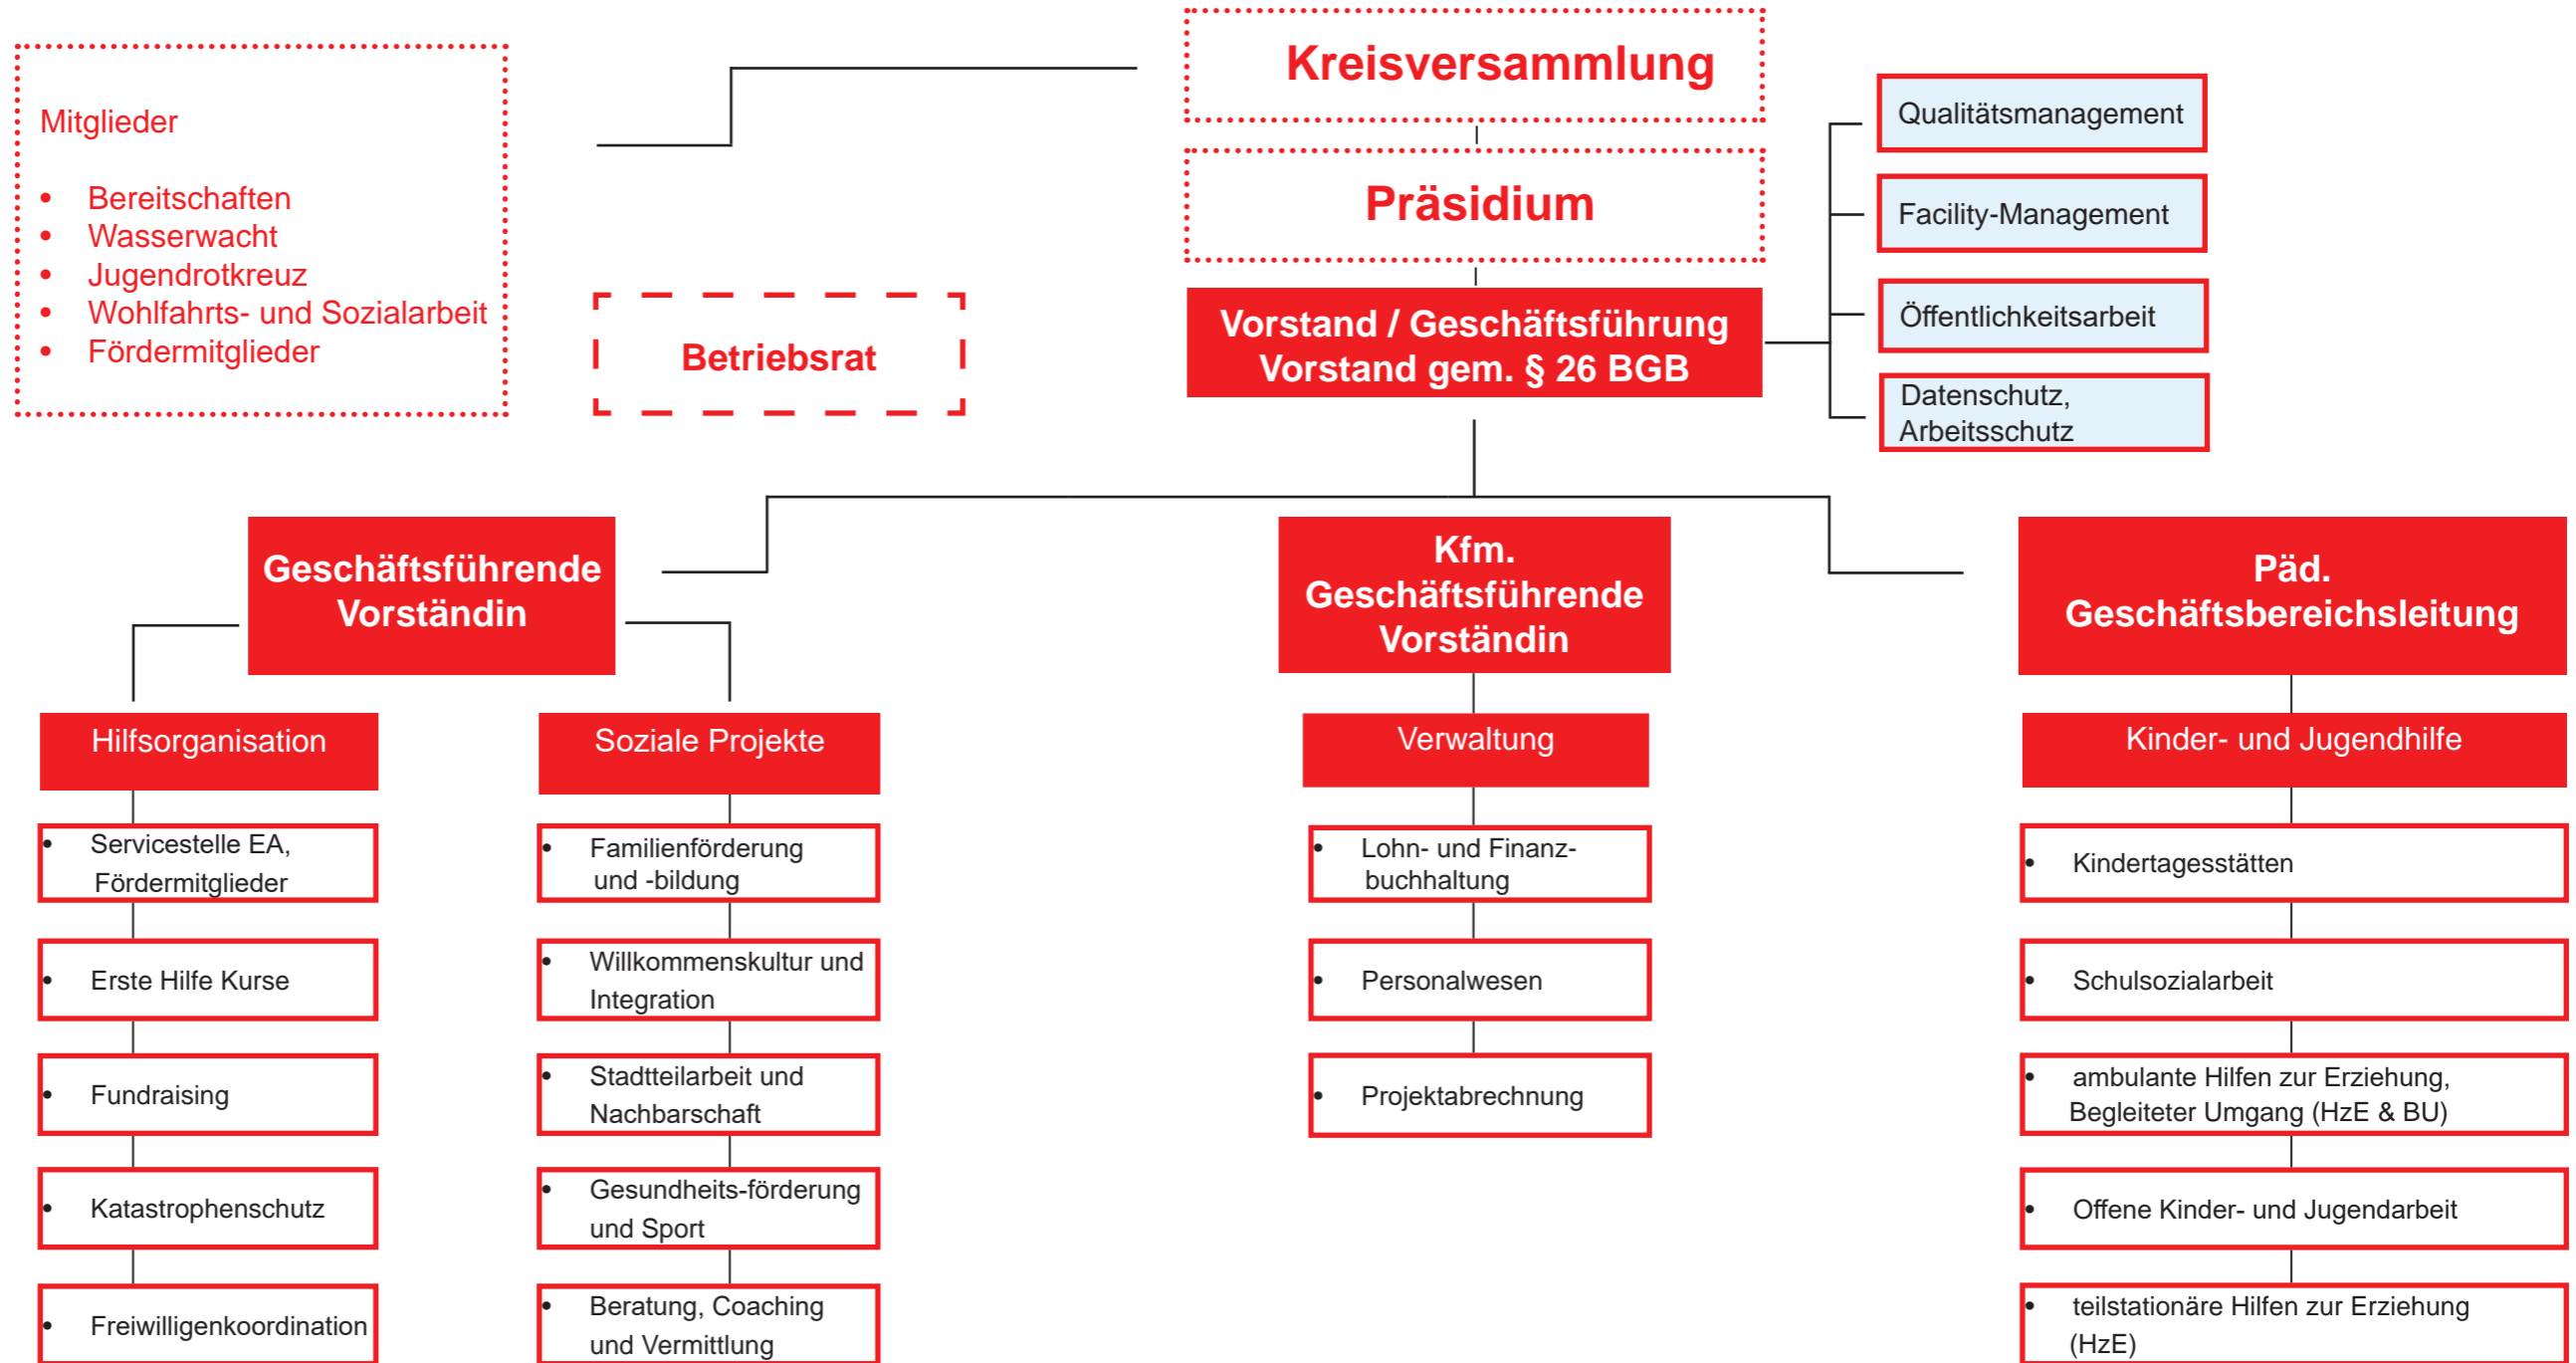 Kreisversammlung
Mitglieder
• Bereitschaften
• Wasserwacht
• Jugendrotkreuz
• Wohlfahrts- und Sozialarbeit
• Fördermitglieder
Präsidium
Betriebsrat
Vorstand / Geschäftsführung
Vorstand gem. § 26 BGB
Qualitätsmanagement
Facility-Management
Öffentlichkeitsarbeit
Datenschutz,
Arbeitsschutz
Geschäftsführende
Vorständin
Kfm.
Geschäftsführende
Vorständin
Päd.
Geschäftsbereichsleitung
Hilfsorganisation
• Servicestelle EA,
Fördermitglieder
• Erste Hilfe Kurse
• Fundraising
• Katastrophenschutz
• Freiwilligenkoordination
Soziale Projekte
• Familienförderung
und -bildung
• Willkommenskultur und
Integration
• Stadtteilarbeit und
Nachbarschaft
• Gesundheits-förderung
und Sport
• Beratung, Coaching
und Vermittlung
Verwaltung
• Lohn- und Finanz-
buchhaltung
• Personalwesen
• Projektabrechnung
Kinder- und Jugendhilfe
• Kindertagesstätten
• Schulsozialarbeit
• ambulante Hilfen zur Erziehung,
Begleiteter Umgang (HzE & BU)
• Offene Kinder- und Jugendarbeit
• teilstationäre Hilfen zur Erziehung
(HzE)